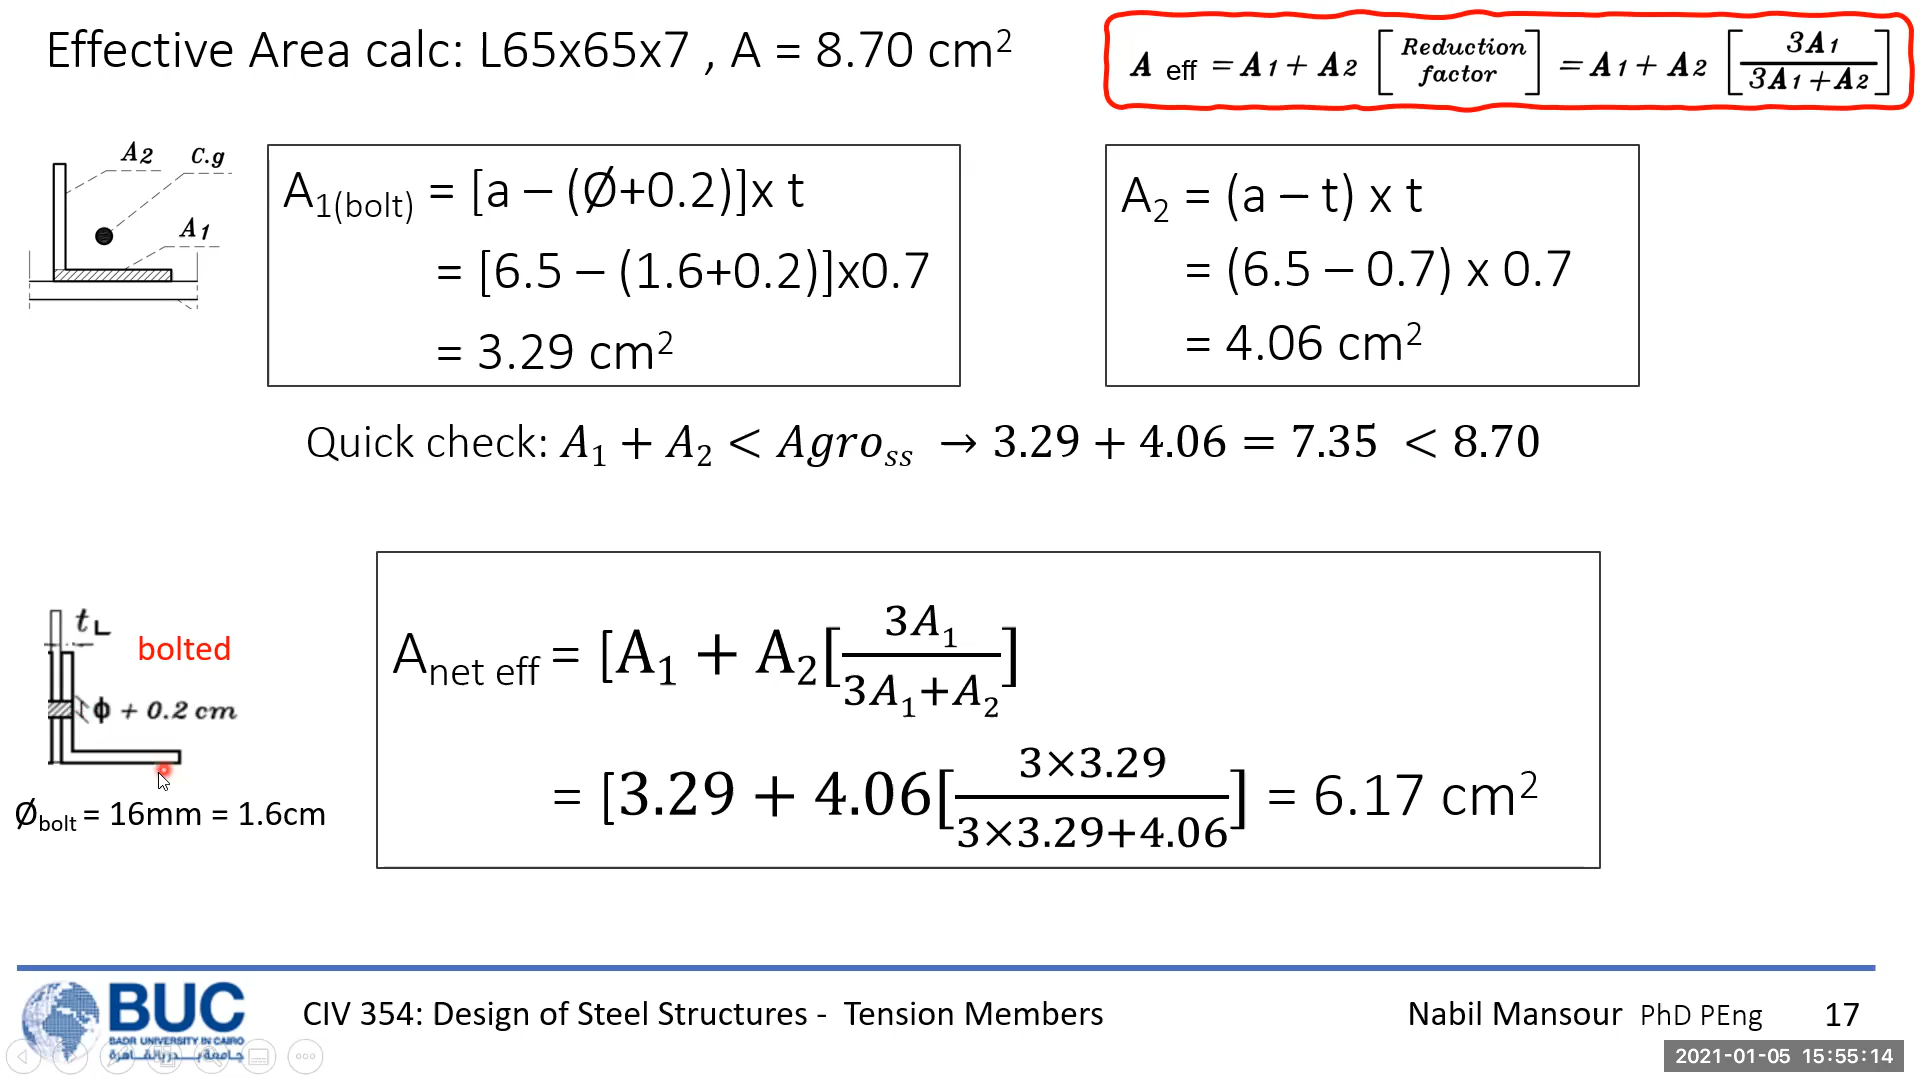 Effective Area calc: L65x65x7 , A = 8.70 cm²
A eff = A1 + A2 [Reduction factor] = A1 + A2 [3A1 / 3A1 + A2]
A2
C.g
A1
A₁(bolt) = [a – (Ø+0.2)]x t
= [6.5 – (1.6+0.2)]x0.7
= 3.29 cm²
A₂ = (a – t) x t
= (6.5 – 0.7) x 0.7
= 4.06 cm²
Quick check: A₁ + A₂ < Agross → 3.29 + 4.06 = 7.35 < 8.70
tL
bolted
ϕ + 0.2 cm
Øbolt = 16mm = 1.6cm
Anet eff = [A₁ + A₂[3A₁ / 3A₁+A₂]
= [3.29 + 4.06[3×3.29 / 3×3.29+4.06] = 6.17 cm²
BUC
BADR UNIVERSITY IN CAIRO
جامعة بدر بالقاهرة
CIV 354: Design of Steel Structures - Tension Members
Nabil Mansour PhD PEng
17
2021-01-05 15:55:14